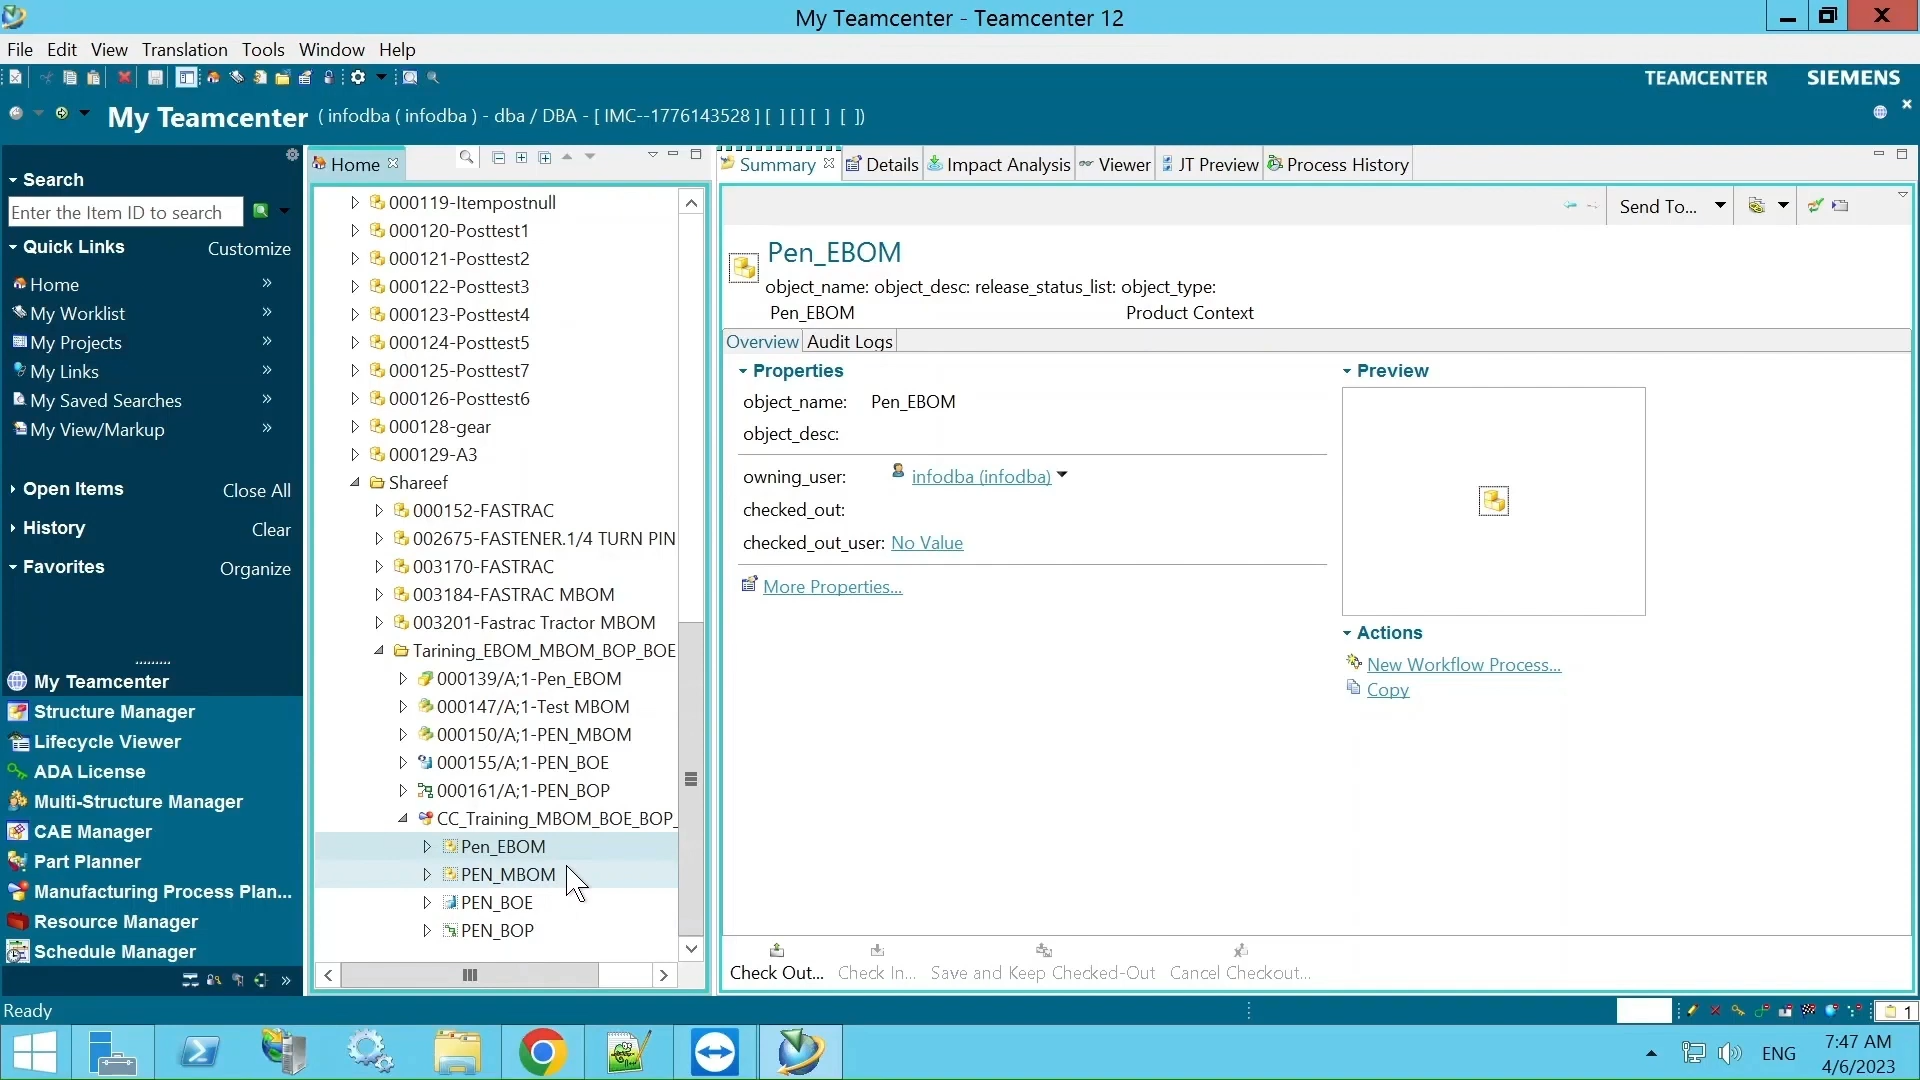 My Teamcenter - Teamcenter 12
File Edit View Translation Tools Window Help
TEAMCENTER SIEMENS
My Teamcenter ( infodba ( infodba ) - dba / DBA - [ IMC--1776143528 ] [ ] [ ] [ ] [ ])
Search
Enter the Item ID to search
Quick Links Customize
Home
My Worklist
My Projects
My Links
My Saved Searches
My View/Markup
Open Items Close All
History Clear
Favorites Organize
My Teamcenter
Structure Manager
Lifecycle Viewer
ADA License
Multi-Structure Manager
CAE Manager
Part Planner
Manufacturing Process Plan...
Resource Manager
Schedule Manager
Home
000119-Itempostnull
000120-Posttest1
000121-Posttest2
000122-Posttest3
000123-Posttest4
000124-Posttest5
000125-Posttest7
000126-Posttest6
000128-gear
000129-A3
Shareef
000152-FASTRAC
002675-FASTENER.1/4 TURN PIN
003170-FASTRAC
003184-FASTRAC MBOM
003201-Fastrac Tractor MBOM
Tarining_EBOM_MBOM_BOP_BOE
000139/A;1-Pen_EBOM
000147/A;1-Test MBOM
000150/A;1-PEN_MBOM
000155/A;1-PEN_BOE
000161/A;1-PEN_BOP
CC_Training_MBOM_BOE_BOP_
Pen_EBOM
PEN_MBOM
PEN_BOE
PEN_BOP
Summary Details Impact Analysis Viewer JT Preview Process History
Send To...
Pen_EBOM
object_name: object_desc: release_status_list: object_type:
Pen_EBOM Product Context
Overview Audit Logs
Properties
object_name: Pen_EBOM
object_desc:
owning_user: infodba (infodba)
checked_out:
checked_out_user: No Value
More Properties...
Preview
Actions
New Workflow Process...
Copy
Check Out... Check In... Save and Keep Checked-Out Cancel Checkout...
Ready
1
ENG
7:47 AM
4/6/2023